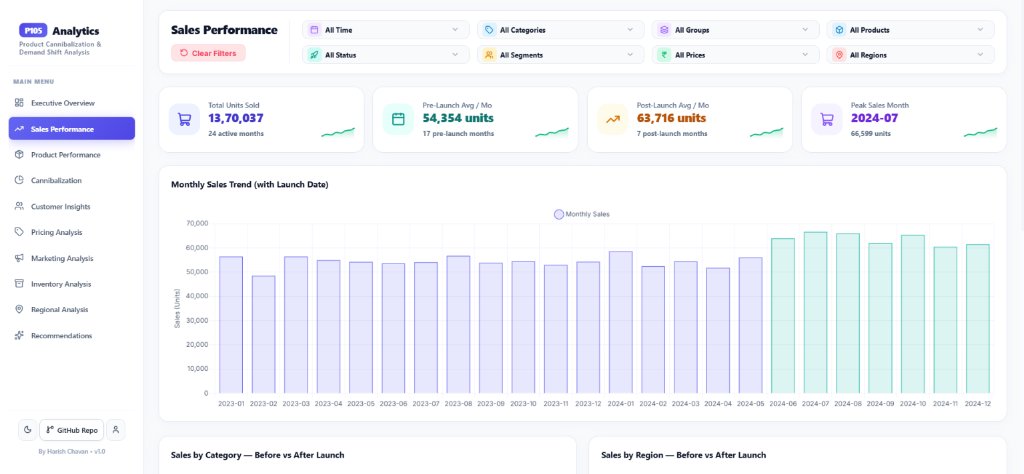 P105 Analytics
Product Cannibalization &
Demand Shift Analysis
MAIN MENU
Executive Overview
Sales Performance
Product Performance
Cannibalization
Customer Insights
Pricing Analysis
Marketing Analysis
Inventory Analysis
Regional Analysis
Recommendations
GitHub Repo
By Harish Chavan • v1.0
Sales Performance
Clear Filters
All Time
All Categories
All Groups
All Products
All Status
All Segments
₹ All Prices
All Regions
Total Units Sold
13,70,037
24 active months
Pre-Launch Avg / Mo
54,354 units
17 pre-launch months
Post-Launch Avg / Mo
63,716 units
7 post-launch months
Peak Sales Month
2024-07
66,599 units
Monthly Sales Trend (with Launch Date)
Monthly Sales
Sales (Units)
70,000
60,000
50,000
40,000
30,000
20,000
10,000
0
2023-01 2023-02 2023-03 2023-04 2023-05 2023-06 2023-07 2023-08 2023-09 2023-10 2023-11 2023-12 2024-01 2024-02 2024-03 2024-04 2024-05 2024-06 2024-07 2024-08 2024-09 2024-10 2024-11 2024-12
Sales by Category — Before vs After Launch
Sales by Region — Before vs After Launch